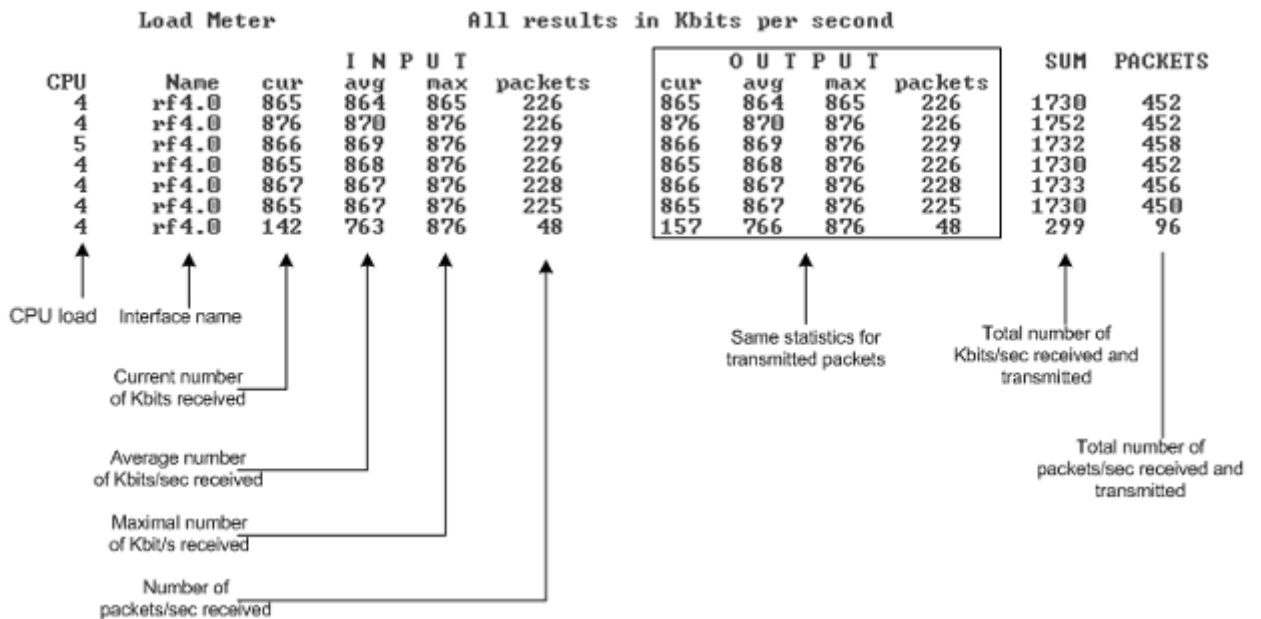 Load Meter All results in Kbits per second
I N P U T O U T P U T SUM PACKETS
CPU Name cur avg max packets cur avg max packets
4 rf4.0 865 864 865 226 865 864 865 226 1730 452
4 rf4.0 876 870 876 226 876 870 876 226 1752 452
5 rf4.0 866 869 876 229 866 869 876 229 1732 458
4 rf4.0 865 868 876 226 865 868 876 226 1730 452
4 rf4.0 867 867 876 228 866 867 876 228 1733 456
4 rf4.0 865 867 876 225 865 867 876 225 1730 450
4 rf4.0 142 763 876 48 157 766 876 48 299 96
CPU load
Interface name
Current number
of Kbits received
Average number
of Kbits/sec received
Maximal number
of Kbit/s received
Number of
packets/sec received
Same statistics for
transmitted packets
Total number of
Kbits/sec received and
transmitted
Total number of
packets/sec received and
transmitted